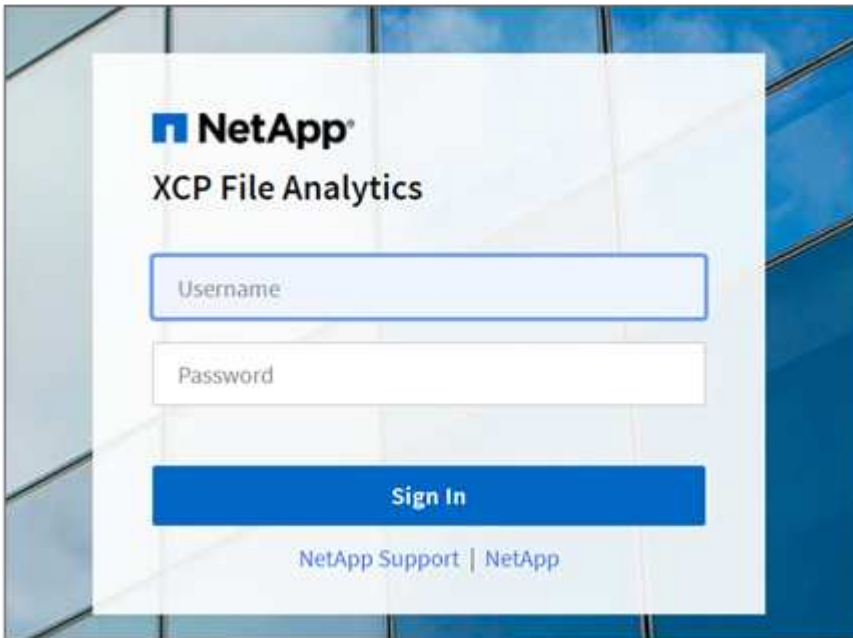 NetApp®
XCP File Analytics
Username
Password
Sign In
NetApp Support | NetApp